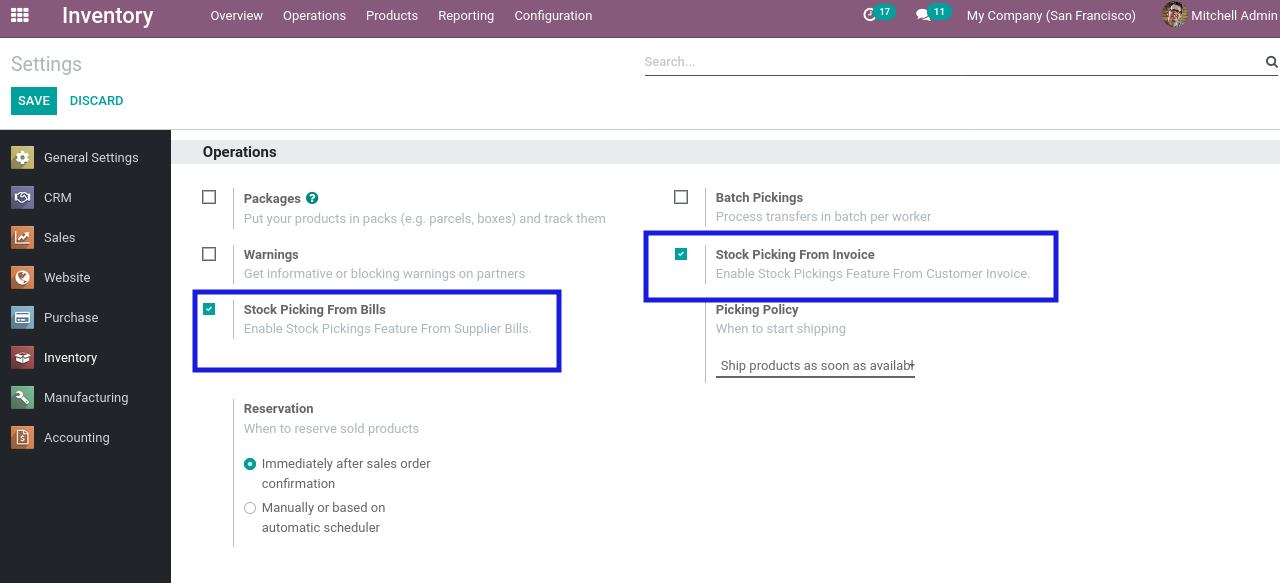 Inventory
Overview Operations Products Reporting Configuration
17 11 My Company (San Francisco) Mitchell Admin
Settings
Search...
SAVE DISCARD
General Settings
CRM
Sales
Website
Purchase
Inventory
Manufacturing
Accounting
Operations
Packages ?
Put your products in packs (e.g. parcels, boxes) and track them
Batch Pickings
Process transfers in batch per worker
Warnings
Get informative or blocking warnings on partners
Stock Picking From Invoice
Enable Stock Pickings Feature From Customer Invoice.
Stock Picking From Bills
Enable Stock Pickings Feature From Supplier Bills.
Picking Policy
When to start shipping
Ship products as soon as availabl
Reservation
When to reserve sold products
Immediately after sales order
confirmation
Manually or based on
automatic scheduler